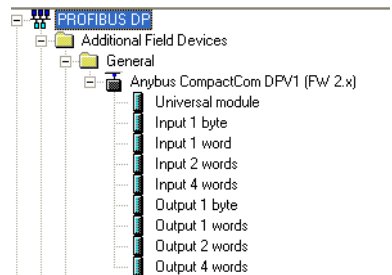 PROFIBUS DP
Additional Field Devices
General
Anybus CompactCom DPV1 (FW 2.x)
Universal module
Input 1 byte
Input 1 word
Input 2 words
Input 4 words
Output 1 byte
Output 1 words
Output 2 words
Output 4 words